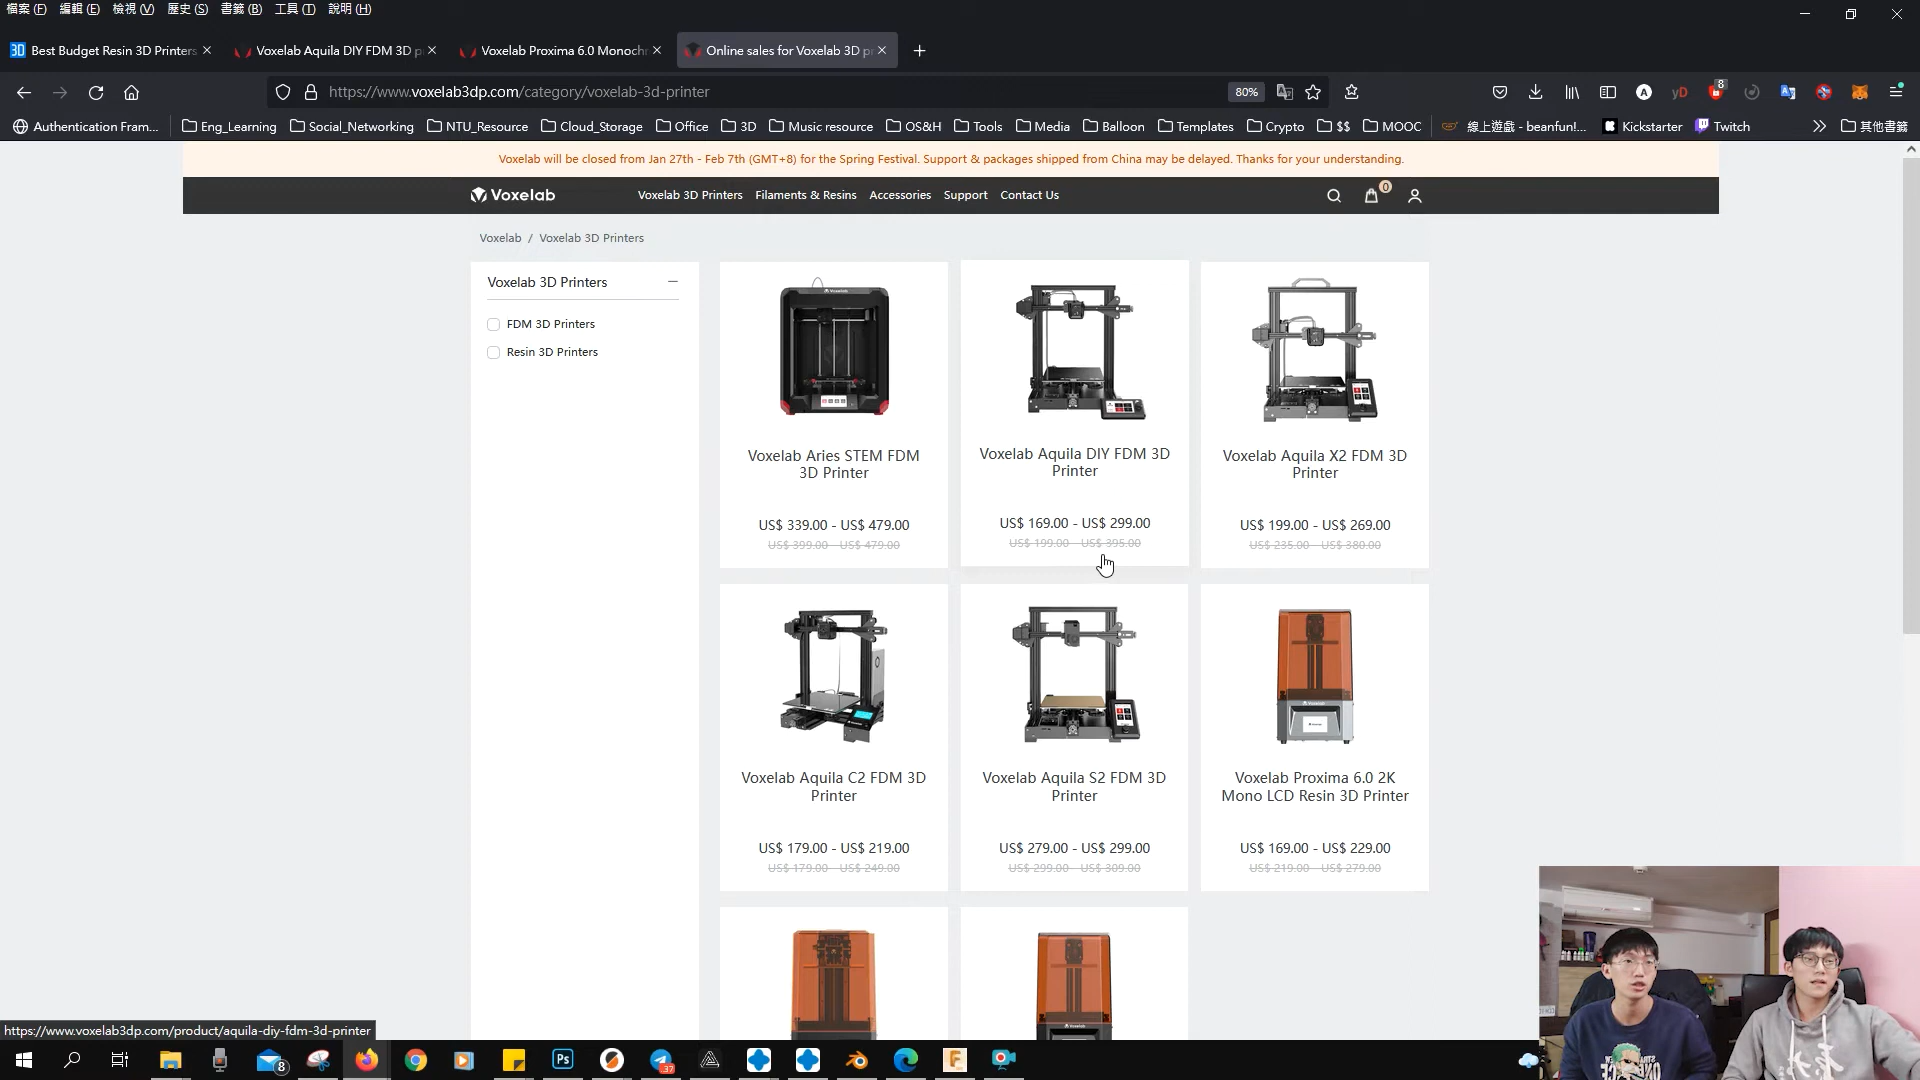 檔案 (F) 編輯 (E) 檢視 (V) 歷史 (S) 書籤 (B) 工具 (T) 說明 (H)
Best Budget Resin 3D Printers
Voxelab Aquila DIY FDM 3D p
Voxelab Proxima 6.0 Monochr
Online sales for Voxelab 3D pr
https://www.voxelab3dp.com/category/voxelab-3d-printer
80%
yD
8
Authentication Fram...
Eng_Learning
Social_Networking
NTU_Resource
Cloud_Storage
Office
3D
Music resource
OS&H
Tools
Media
Balloon
Templates
Crypto
$$
MOOC
線上遊戲 - beanfun!...
Kickstarter
Twitch
其他書籤
Voxelab will be closed from Jan 27th - Feb 7th (GMT+8) for the Spring Festival. Support & packages shipped from China may be delayed. Thanks for your understanding.
Voxelab
Voxelab 3D Printers
Filaments & Resins
Accessories
Support
Contact Us
0
Voxelab / Voxelab 3D Printers
Voxelab 3D Printers
FDM 3D Printers
Resin 3D Printers
Voxelab Aries STEM FDM
3D Printer
US$ 339.00 - US$ 479.00
US$ 399.00 - US$ 479.00
Voxelab Aquila DIY FDM 3D
Printer
US$ 169.00 - US$ 299.00
US$ 199.00 - US$ 395.00
Voxelab Aquila X2 FDM 3D
Printer
US$ 199.00 - US$ 269.00
US$ 235.00 - US$ 380.00
Voxelab Aquila C2 FDM 3D
Printer
US$ 179.00 - US$ 219.00
US$ 179.00 - US$ 249.00
Voxelab Aquila S2 FDM 3D
Printer
US$ 279.00 - US$ 299.00
US$ 299.00 - US$ 309.00
Voxelab Proxima 6.0 2K
Mono LCD Resin 3D Printer
US$ 169.00 - US$ 229.00
US$ 219.00 - US$ 279.00
https://www.voxelab3dp.com/product/aquila-diy-fdm-3d-printer
8
Ps
37